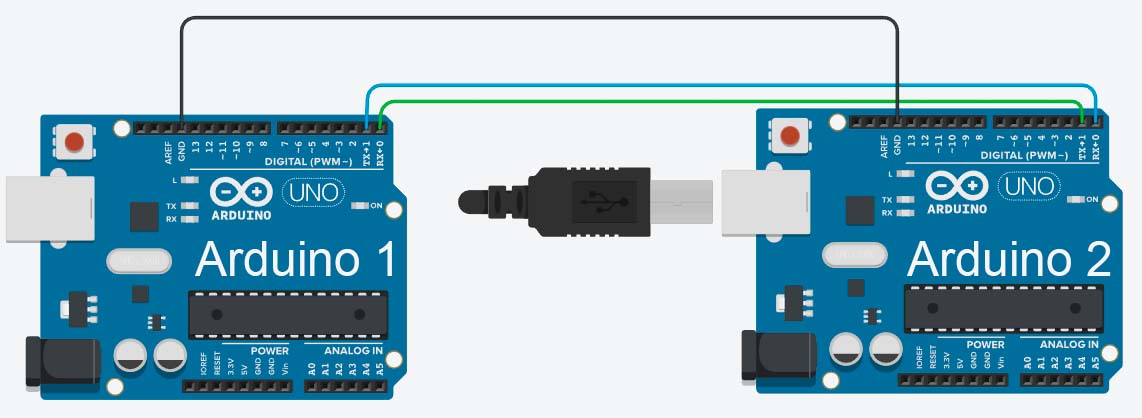 AREF
GND
13
12
~11
~10
~9
8
7
~6
~5
4
~3
2
TX→1
RX←0
DIGITAL (PWM~)
L
TX
RX
ARDUINO
UNO
ON
Arduino 1
POWER
ANALOG IN
IOREF
RESET
3.3V
5V
GND
GND
Vin
A0
A1
A2
A3
A4
A5
AREF
GND
13
12
~11
~10
~9
8
7
~6
~5
4
~3
2
TX→1
RX←0
DIGITAL (PWM~)
L
TX
RX
ARDUINO
UNO
ON
Arduino 2
POWER
ANALOG IN
IOREF
RESET
3.3V
5V
GND
GND
Vin
A0
A1
A2
A3
A4
A5